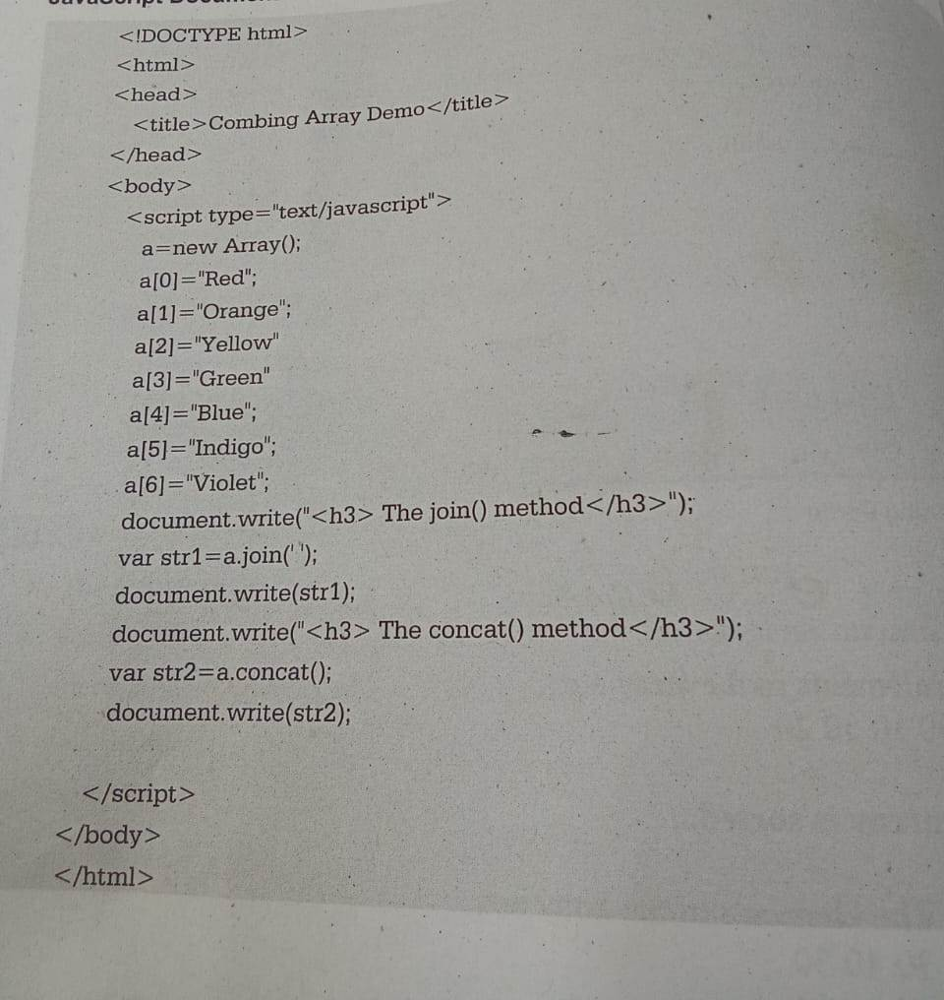 <!DOCTYPE html>
<html>
<head>
<title>Combing Array Demo</title>
</head>
<body>
<script type="text/javascript">
a=new Array();
a[0]="Red";
a[1]="Orange";
a[2]="Yellow"
a[3]="Green"
a[4]="Blue";
a[5]="Indigo";
a[6]="Violet";
document.write("<h3> The join() method</h3>");
var str1=a.join(' ');
document.write(str1);
document.write("<h3> The concat() method</h3>");
var str2=a.concat();
document.write(str2);
</script>
</body>
</html>